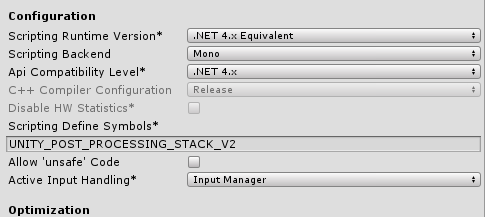 Configuration
Scripting Runtime Version* .NET 4.x Equivalent
Scripting Backend Mono
Api Compatibility Level* .NET 4.x
C++ Compiler Configuration Release
Disable HW Statistics*
Scripting Define Symbols*
UNITY_POST_PROCESSING_STACK_V2
Allow 'unsafe' Code
Active Input Handling* Input Manager
Optimization